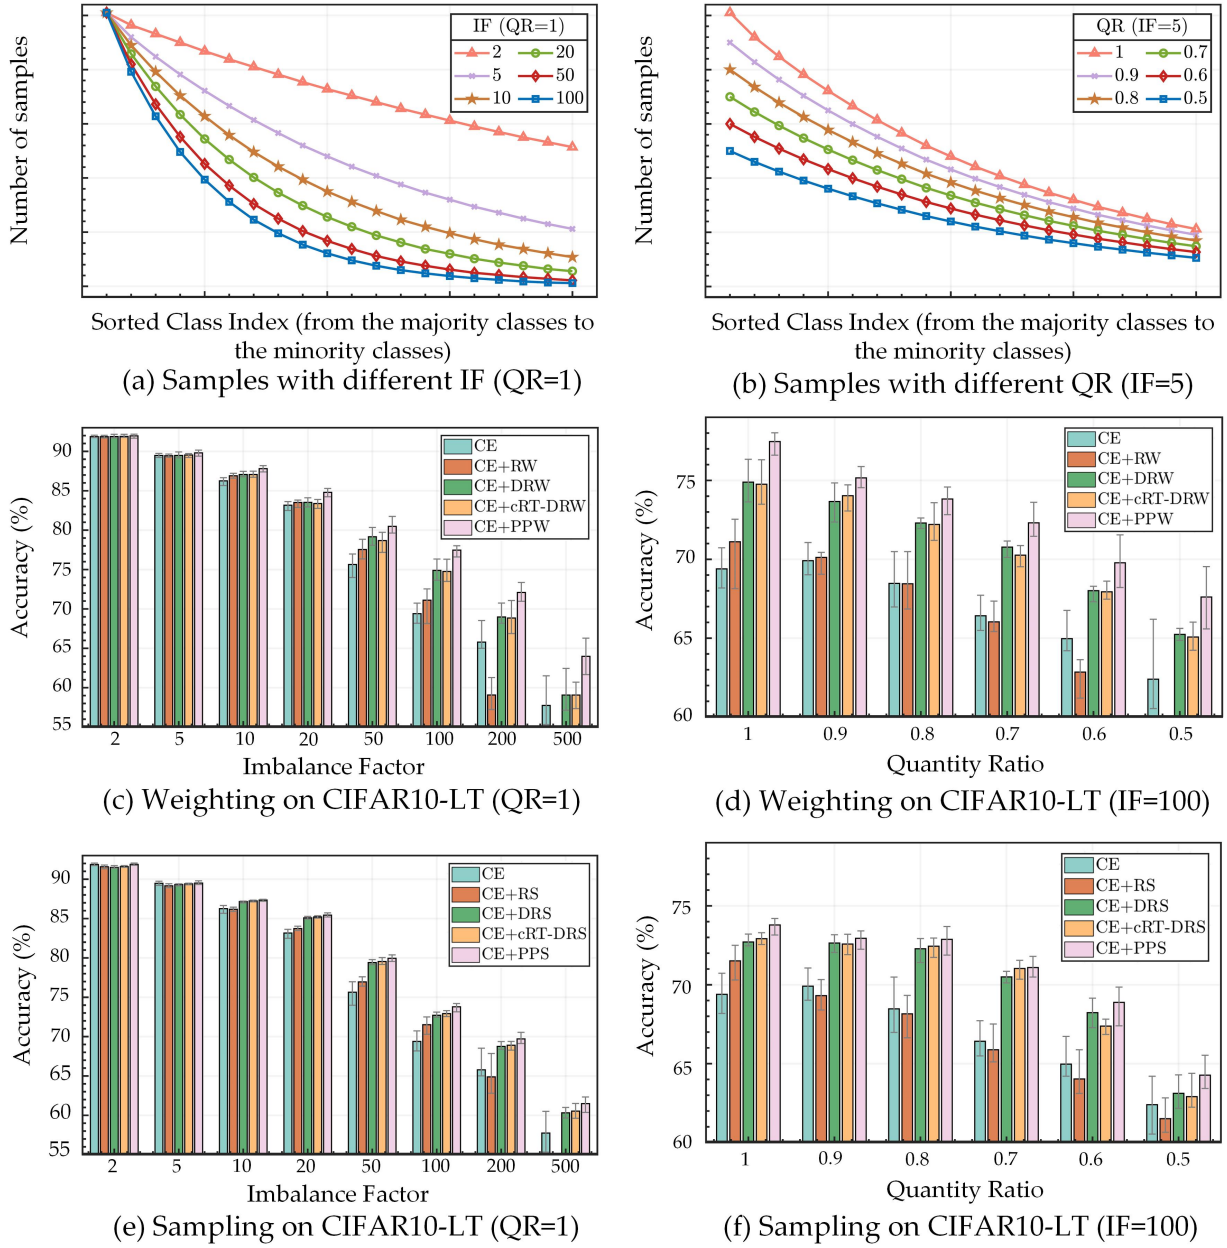 Number of samples
IF (QR=1)
2 20
5 50
10 100
Sorted Class Index (from the majority classes to
the minority classes)
(a) Samples with different IF (QR=1)
Number of samples
QR (IF=5)
1 0.7
0.9 0.6
0.8 0.5
Sorted Class Index (from the majority classes to
the minority classes)
(b) Samples with different QR (IF=5)
Accuracy (%)
90
85
80
75
70
65
60
55
CE
CE+RW
CE+DRW
CE+cRT-DRW
CE+PPW
2 5 10 20 50 100 200 500
Imbalance Factor
(c) Weighting on CIFAR10-LT (QR=1)
Accuracy (%)
75
70
65
60
CE
CE+RW
CE+DRW
CE+cRT-DRW
CE+PPW
1 0.9 0.8 0.7 0.6 0.5
Quantity Ratio
(d) Weighting on CIFAR10-LT (IF=100)
Accuracy (%)
90
85
80
75
70
65
60
55
CE
CE+RS
CE+DRS
CE+cRT-DRS
CE+PPS
2 5 10 20 50 100 200 500
Imbalance Factor
(e) Sampling on CIFAR10-LT (QR=1)
Accuracy (%)
75
70
65
60
CE
CE+RS
CE+DRS
CE+cRT-DRS
CE+PPS
1 0.9 0.8 0.7 0.6 0.5
Quantity Ratio
(f) Sampling on CIFAR10-LT (IF=100)